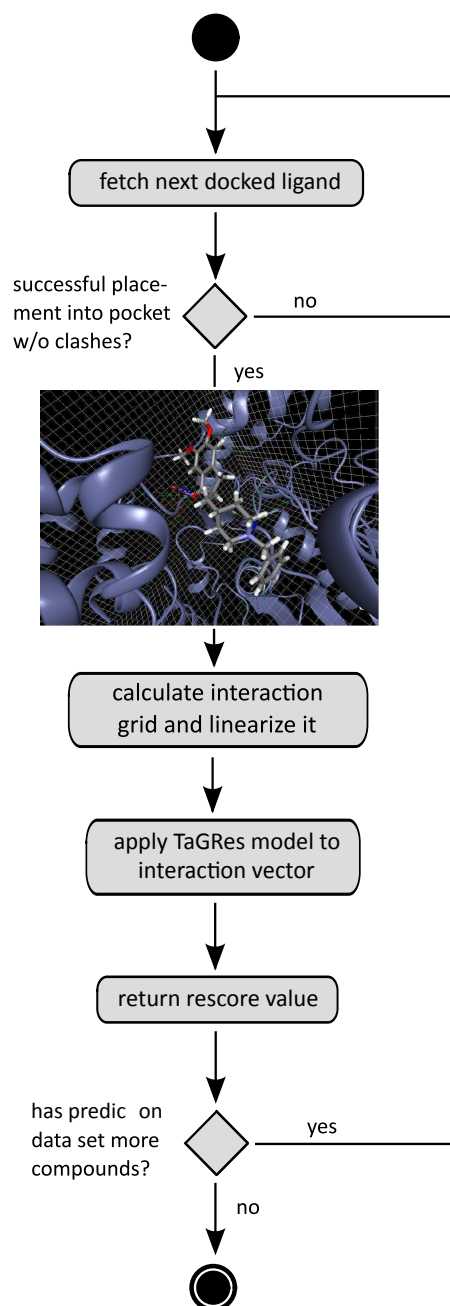 fetch next docked ligand
successful place-
ment into pocket
w/o clashes?
no
yes
calculate interaction
grid and linearize it
apply TaGRes model to
interaction vector
return rescore value
has predic on
data set more
compounds?
yes
no